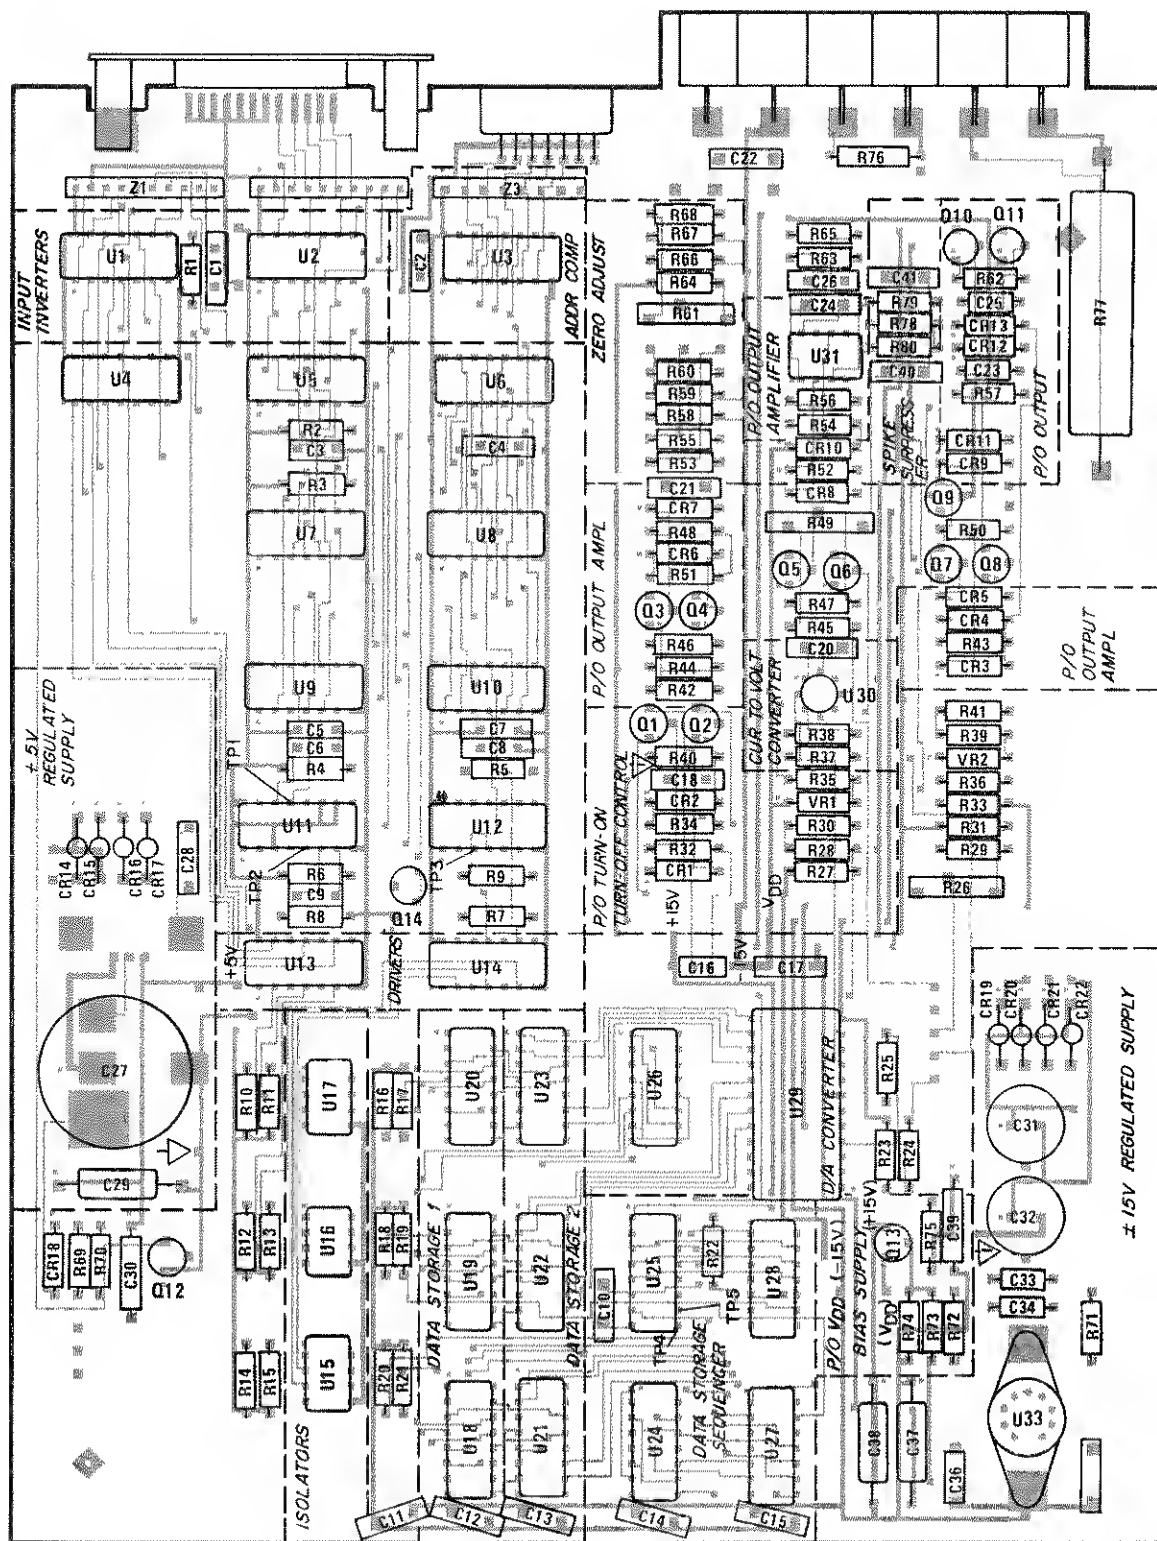 C22
R76
Z1
Z3
R68
R67
R66
R64
R61
R65
R63
C26
C24
C41
R79
R78
R80
C40
Q10
Q11
R62
C25
CR13
CR12
C23
R57
R77
INPUT
INVERTERS
U1
R1
C1
U2
C2
U3
ADDR COMP
ZERO ADJUST
U4
U5
U6
U31
P/O OUTPUT
AMPLIFIER
SPIKE
SUPPRESS
ER
P/O OUTPUT
R60
R59
R58
R55
R53
R56
R54
CR10
R52
CR8
CR11
CR9
R2
C3
R3
C4
U7
U8
C21
CR7
R48
CR6
R51
R49
Q9
R50
Q5
Q6
Q7
Q8
P/O OUTPUT AMPL
Q3
Q4
R47
R45
C20
CR5
CR4
R43
CR3
P/O
OUTPUT
AMPL
R46
R44
R42
U9
U10
+5V
REGULATED
SUPPLY
CUR TO VOLT
CONVERTER
U30
Q1
Q2
C5
C6
R4
C7
C8
R5
TP1
R40
C18
CR2
R34
R32
CR1
R38
R37
R35
VR1
R30
R28
R27
R41
R39
VR2
R36
R33
R31
R29
R26
P/O TURN-ON
TURN-OFF CONTROL
+15V
VDD
-15V
U11
U12
TP2
TP3
R6
C9
R8
Q14
R9
R7
CR14
CR15
CR16
CR17
C28
+5V
U13
DRIVERS
U14
C16
C17
C27
C29
R10
R11
U17
R16
R17
U20
U23
U26
U29
D/A CONVERTER
R25
R23
R24
CR19
CR20
CR21
CR22
C31
C32
±15V REGULATED SUPPLY
CR18
R69
R70
C30
Q12
R12
R13
U16
R18
R19
DATA STORAGE 1
U19
U22
DATA STORAGE 2
C10
U25
R22
TP4
TP5
U28
P/O VDD (-15V)
BIAS SUPPLY
(+15V)
(VDD
Q13
R75
C39
R74
R73
R72
C33
C34
R71
R14
R15
U15
R20
R21
U18
U21
U24
DATA STORAGE
SEQUENCER
U27
C38
C37
C36
U33
ISOLATORS
C11
C12
C13
C14
C15